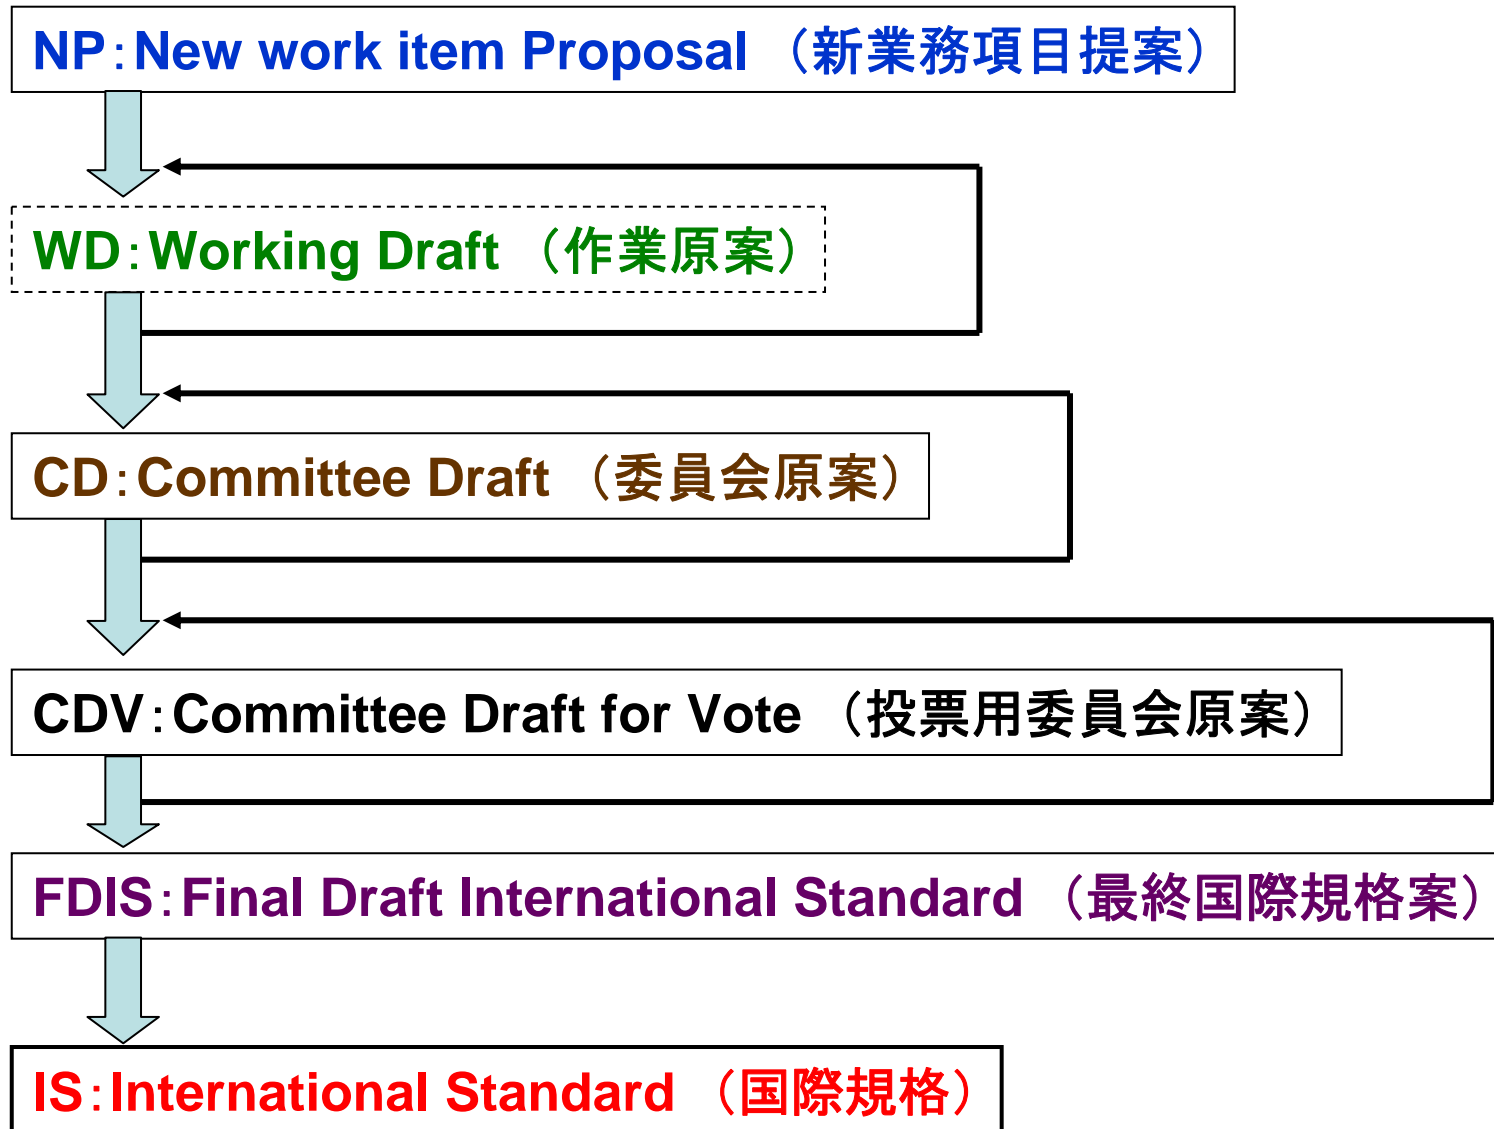 NP：New work item Proposal （新業務項目提案）
WD：Working Draft （作業原案）
CD：Committee Draft （委員会原案）
CDV：Committee Draft for Vote （投票用委員会原案）
FDIS：Final Draft International Standard （最終国際規格案）
IS：International Standard （国際規格）